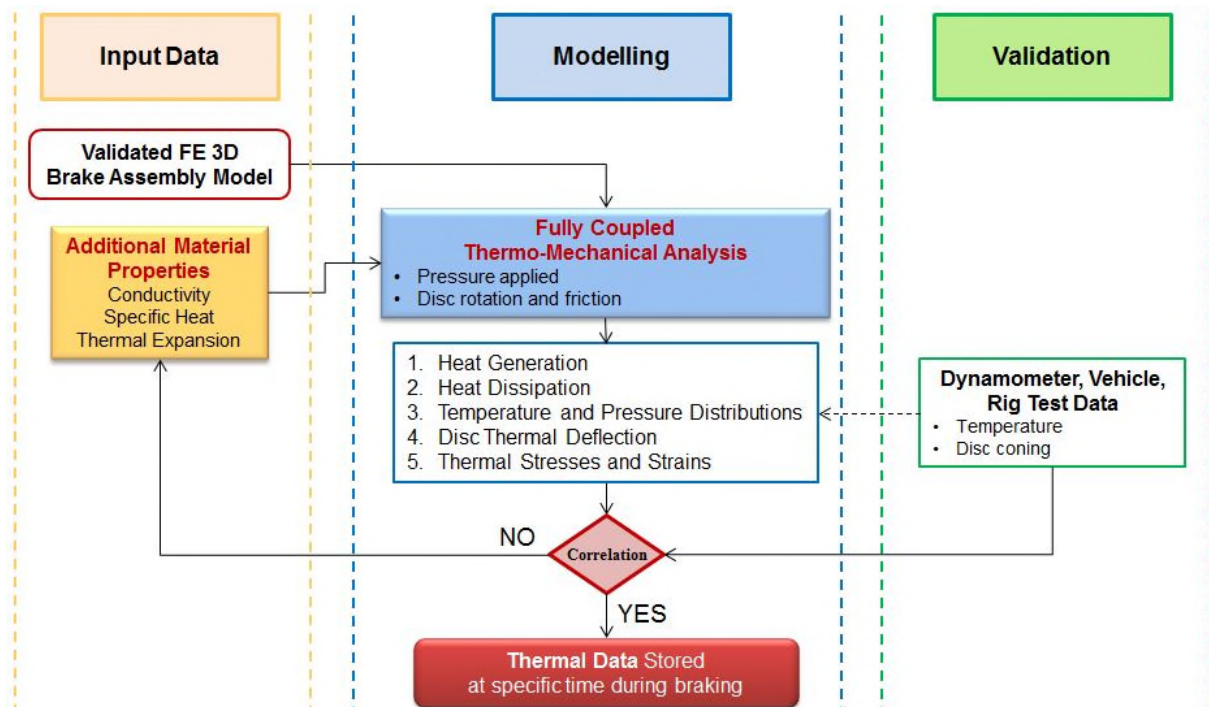 Input Data
Modelling
Validation
Validated FE 3D
Brake Assembly Model
Additional Material
Properties
Conductivity
Specific Heat
Thermal Expansion
Fully Coupled
Thermo-Mechanical Analysis
• Pressure applied
• Disc rotation and friction
1. Heat Generation
2. Heat Dissipation
3. Temperature and Pressure Distributions
4. Disc Thermal Deflection
5. Thermal Stresses and Strains
Dynamometer, Vehicle,
Rig Test Data
• Temperature
• Disc coning
NO
Correlation
YES
Thermal Data Stored
at specific time during braking